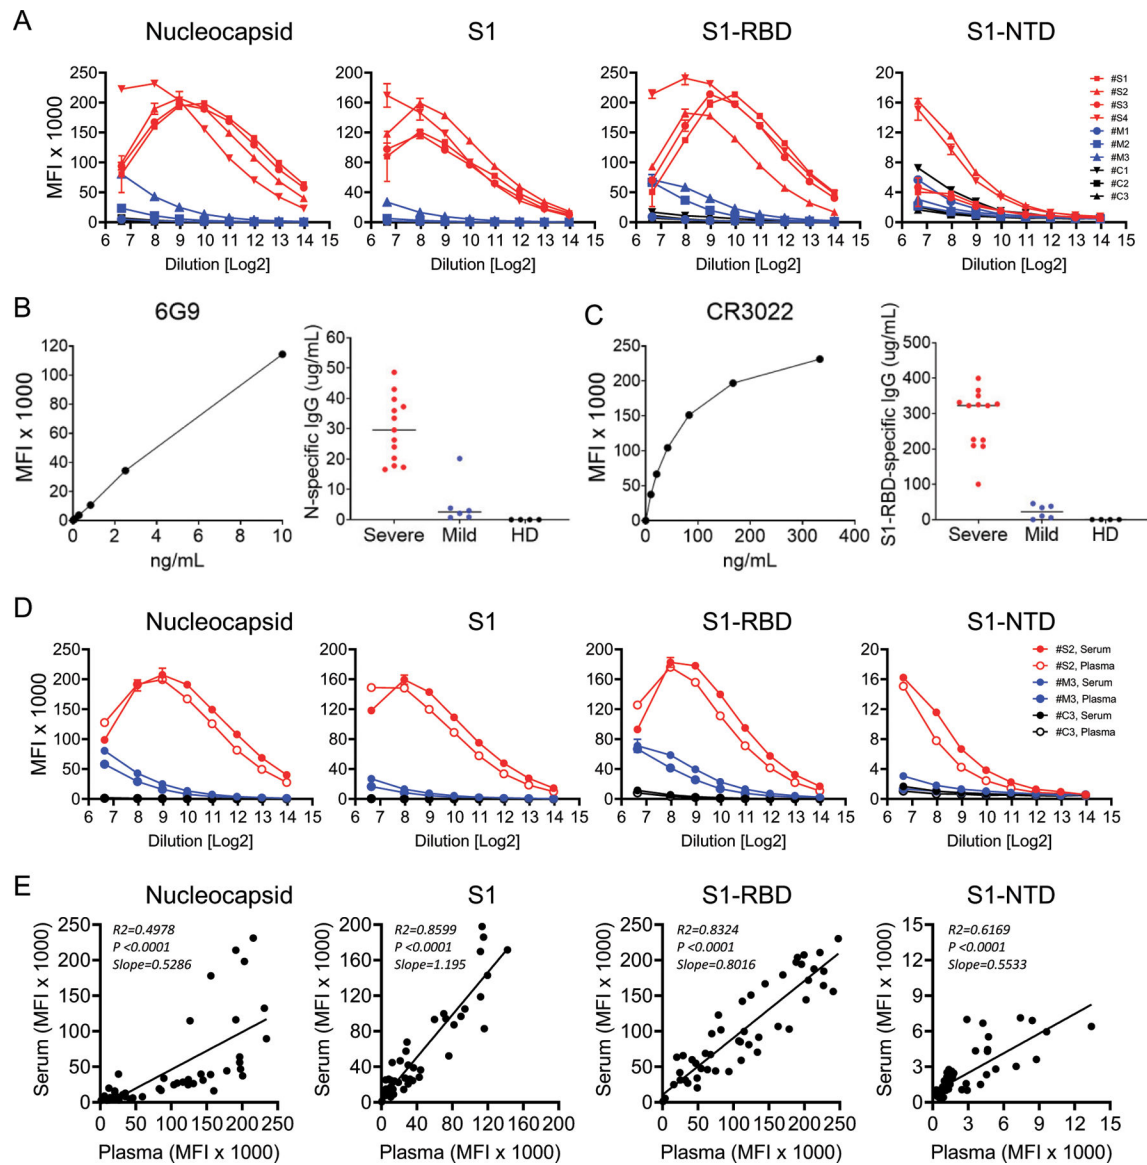 A
Nucleocapsid
S1
S1-RBD
S1-NTD
MFI x 1000
250
200
150
100
50
0
6 7 8 9 10 11 12 13 14 15
Dilution [Log2]
200
160
120
80
40
0
6 7 8 9 10 11 12 13 14 15
Dilution [Log2]
250
200
150
100
50
0
6 7 8 9 10 11 12 13 14 15
Dilution [Log2]
20
15
10
5
0
6 7 8 9 10 11 12 13 14 15
Dilution [Log2]
#S1
#S2
#S3
#S4
#M1
#M2
#M3
#C1
#C2
#C3
B
6G9
MFI x 1000
120
100
80
60
40
20
0
0 2 4 6 8 10
ng/mL
N-specific IgG (ug/mL)
60
50
40
30
20
10
0
Severe Mild HD
C
CR3022
MFI x 1000
250
200
150
100
50
0
0 100 200 300 400
ng/mL
S1-RBD-specific IgG (ug/mL)
500
400
300
200
100
0
Severe Mild HD
D
Nucleocapsid
S1
S1-RBD
S1-NTD
MFI x 1000
250
200
150
100
50
0
6 7 8 9 10 11 12 13 14 15
Dilution [Log2]
200
160
120
80
40
0
6 7 8 9 10 11 12 13 14 15
Dilution [Log2]
200
160
120
80
40
0
6 7 8 9 10 11 12 13 14 15
Dilution [Log2]
20
16
12
8
4
0
6 7 8 9 10 11 12 13 14 15
Dilution [Log2]
#S2, Serum
#S2, Plasma
#M3, Serum
#M3, Plasma
#C3, Serum
#C3, Plasma
E
Nucleocapsid
S1
S1-RBD
S1-NTD
Serum (MFI x 1000)
250
200
150
100
50
0
R2=0.4978
P <0.0001
Slope=0.5286
0 50 100 150 200 250
Plasma (MFI x 1000)
Serum (MFI x 1000)
200
160
120
80
40
0
R2=0.8599
P <0.0001
Slope=1.195
0 40 80 120 160 200
Plasma (MFI x 1000)
Serum (MFI x 1000)
250
200
150
100
50
0
R2=0.8324
P <0.0001
Slope=0.8016
0 50 100 150 200 250
Plasma (MFI x 1000)
Serum (MFI x 1000)
15
12
9
6
3
0
R2=0.6169
P <0.0001
Slope=0.5533
0 3 6 9 12 15
Plasma (MFI x 1000)